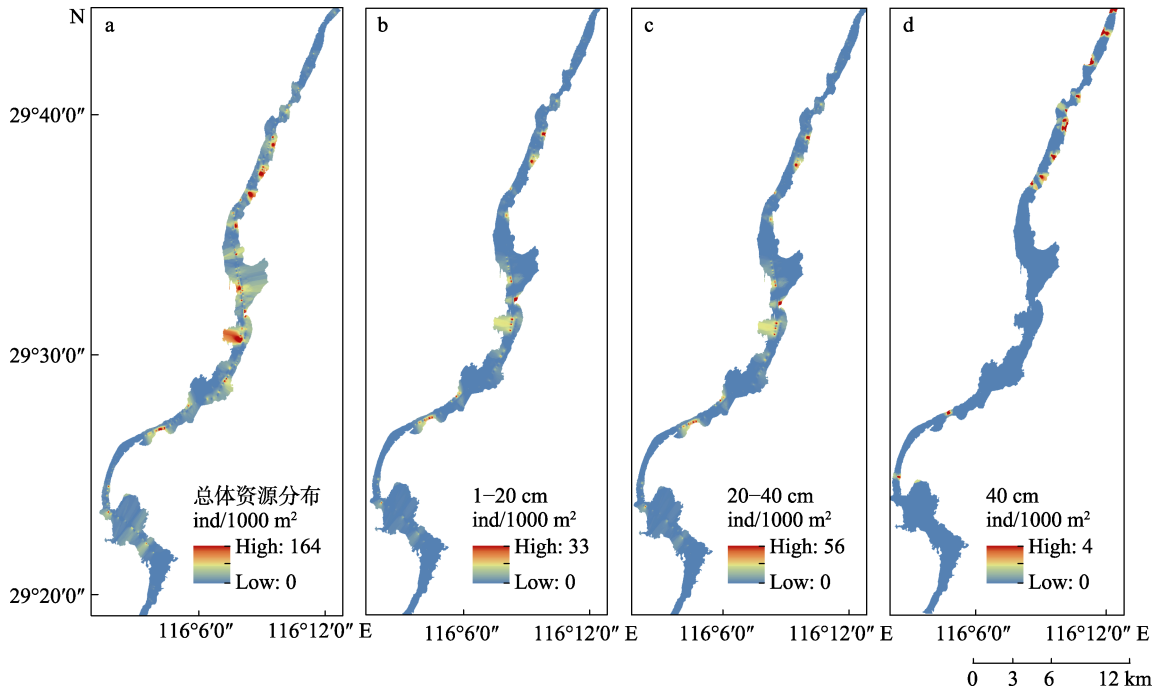 N
a
b
c
d
29°40′0″
29°30′0″
29°20′0″
总体资源分布
ind/1000 m²
High: 164
Low: 0
1−20 cm
ind/1000 m²
High: 33
Low: 0
20−40 cm
ind/1000 m²
High: 56
Low: 0
40 cm
ind/1000 m²
High: 4
Low: 0
116°6′0″ 116°12′0″ E
116°6′0″ 116°12′0″ E
116°6′0″ 116°12′0″ E
116°6′0″ 116°12′0″ E
0 3 6 12 km